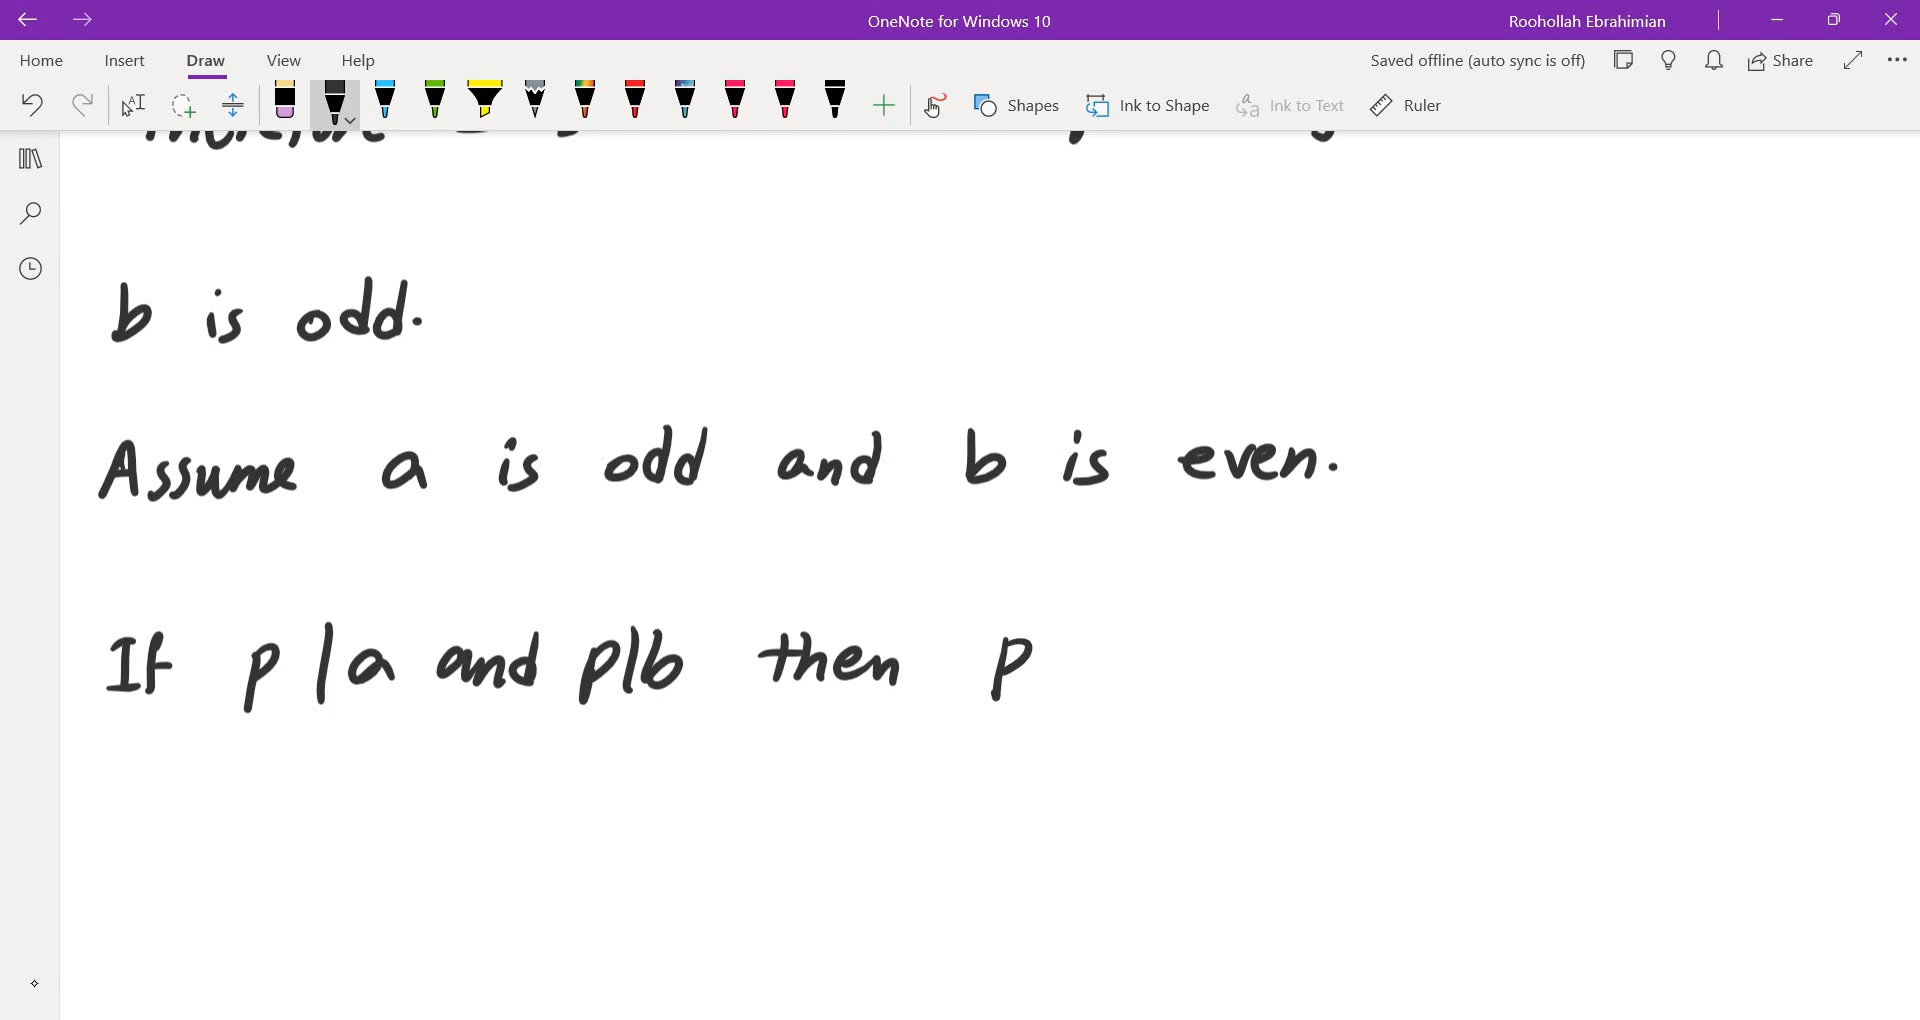 OneNote for Windows 10
Roohollah Ebrahimian
Home Insert Draw View Help
Saved offline (auto sync is off) Share
Shapes Ink to Shape Ink to Text Ruler
b is odd.
Assume a is odd and b is even.
If p|a and p|b then p